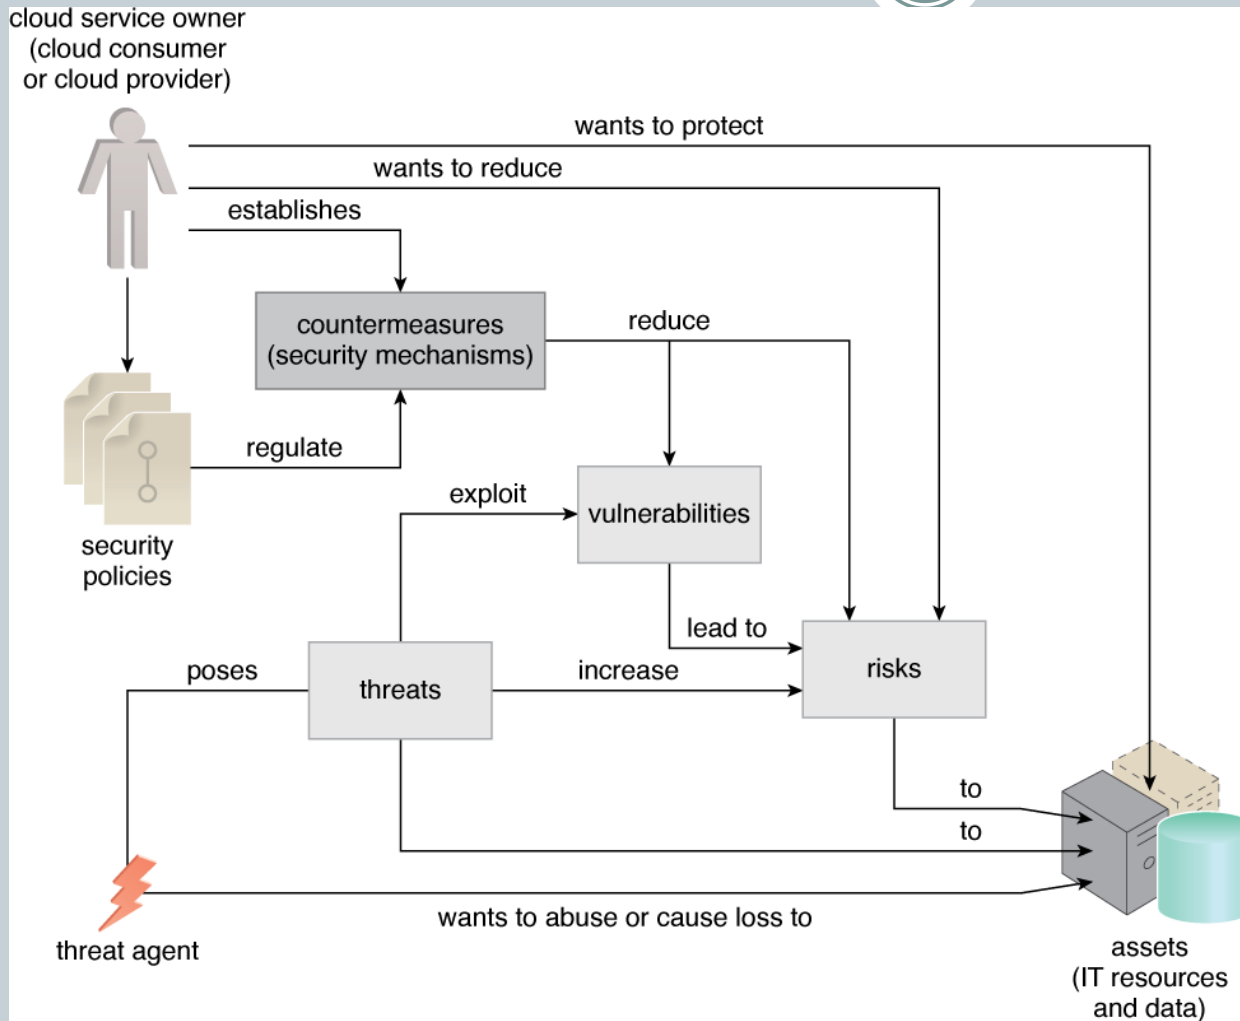 cloud service owner
(cloud consumer
or cloud provider)
wants to protect
wants to reduce
establishes
countermeasures
(security mechanisms)
reduce
regulate
exploit
vulnerabilities
security
policies
lead to
poses
threats
increase
risks
to
to
wants to abuse or cause loss to
threat agent
assets
(IT resources
and data)